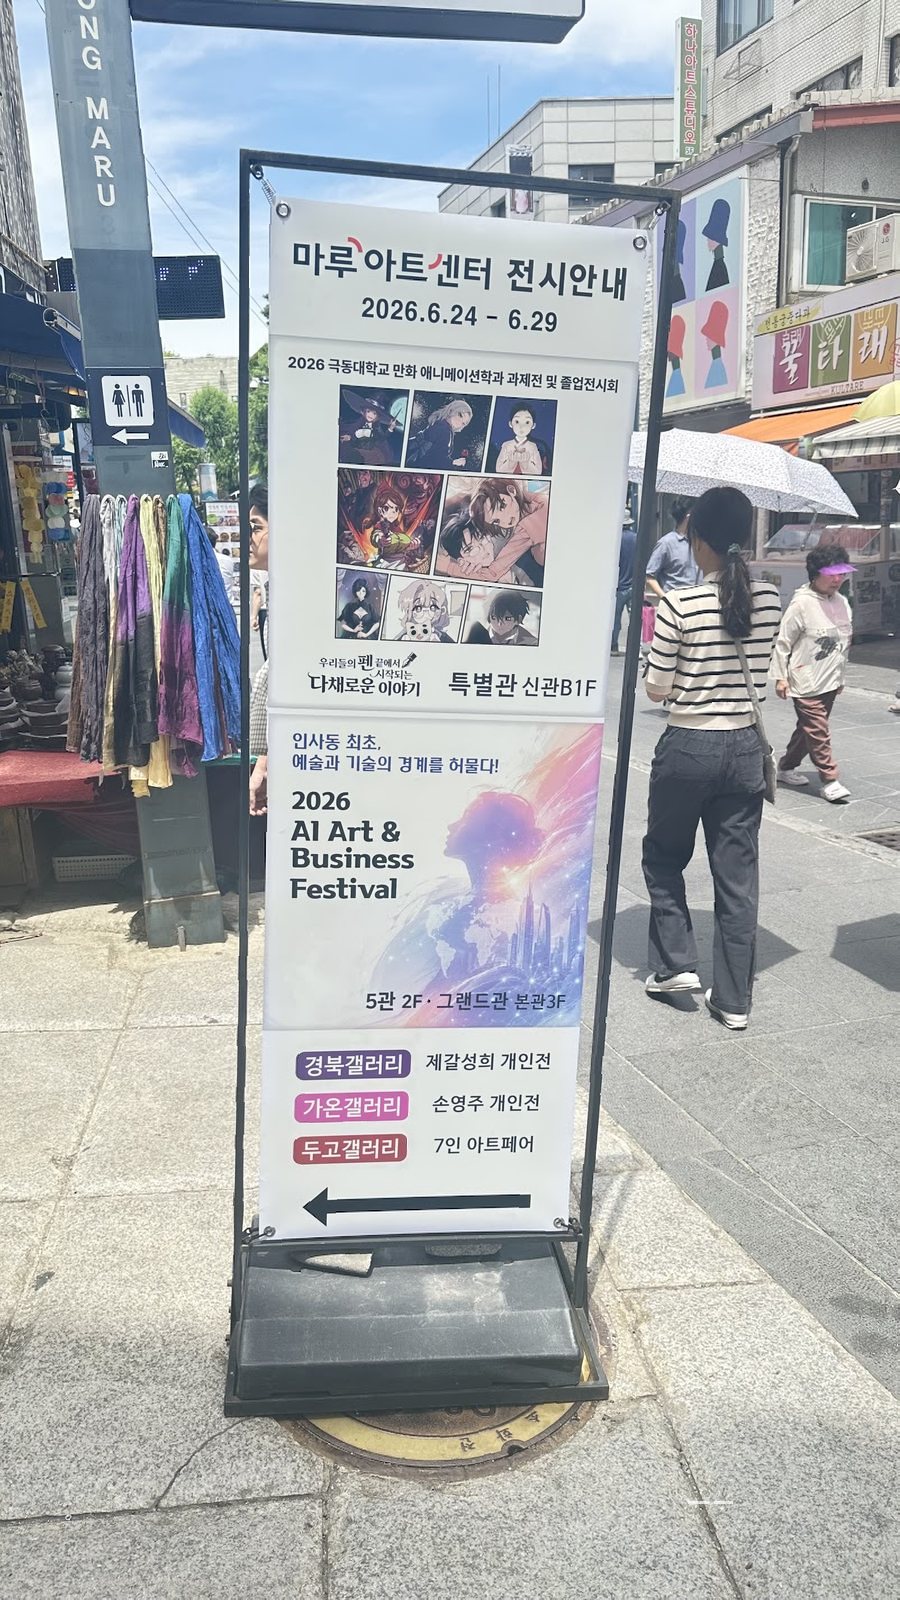 MARU
하나아트스튜디오
5F
마루아트센터 전시안내
2026.6.24 - 6.29
2026 극동대학교 만화 애니메이션학과 과제전 및 졸업전시회
우리들의 펜 끝에서
시작되는
다채로운 이야기
특별관 신관B1F
인사동 최초,
예술과 기술의 경계를 허물다!
2026
AI Art &
Business
Festival
5관 2F · 그랜드관 본관3F
경북갤러리 제갈성희 개인전
가온갤러리 손영주 개인전
두고갤러리 7인 아트페어
꿀타래
KULTARE